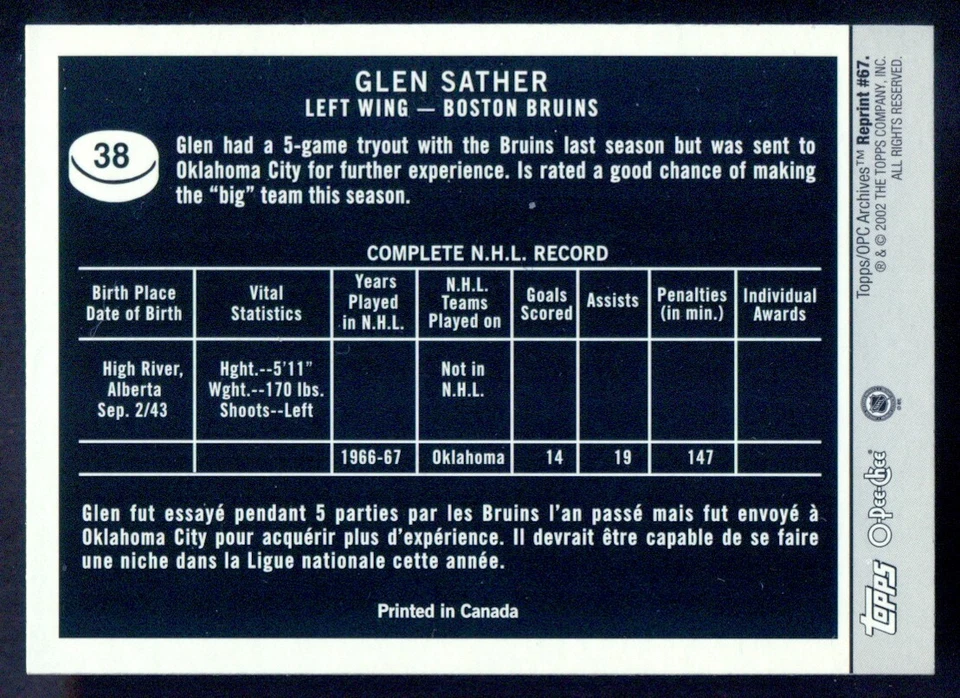 GLEN SATHER
LEFT WING — BOSTON BRUINS
38
Glen had a 5-game tryout with the Bruins last season but was sent to
Oklahoma City for further experience. Is rated a good chance of making
the “big” team this season.
COMPLETE N.H.L. RECORD
Birth Place
Date of Birth
Vital
Statistics
Years
Played
in N.H.L.
N.H.L.
Teams
Played on
Goals
Scored
Assists
Penalties
(in min.)
Individual
Awards
High River,
Alberta
Sep. 2/43
Hght.--5'11"
Wght.--170 lbs.
Shoots--Left
Not in
N.H.L.
1966-67 Oklahoma 14 19 147
Glen fut essayé pendant 5 parties par les Bruins l'an passé mais fut envoyé à
Oklahoma City pour acquérir plus d'expérience. Il devrait être capable de se faire
une niche dans la Ligue nationale cette année.
Printed in Canada
Topps/OPC Archives™ Reprint #67.
® & © 2002 THE TOPPS COMPANY, INC.
ALL RIGHTS RESERVED.
O-Pee-Chee
Topps